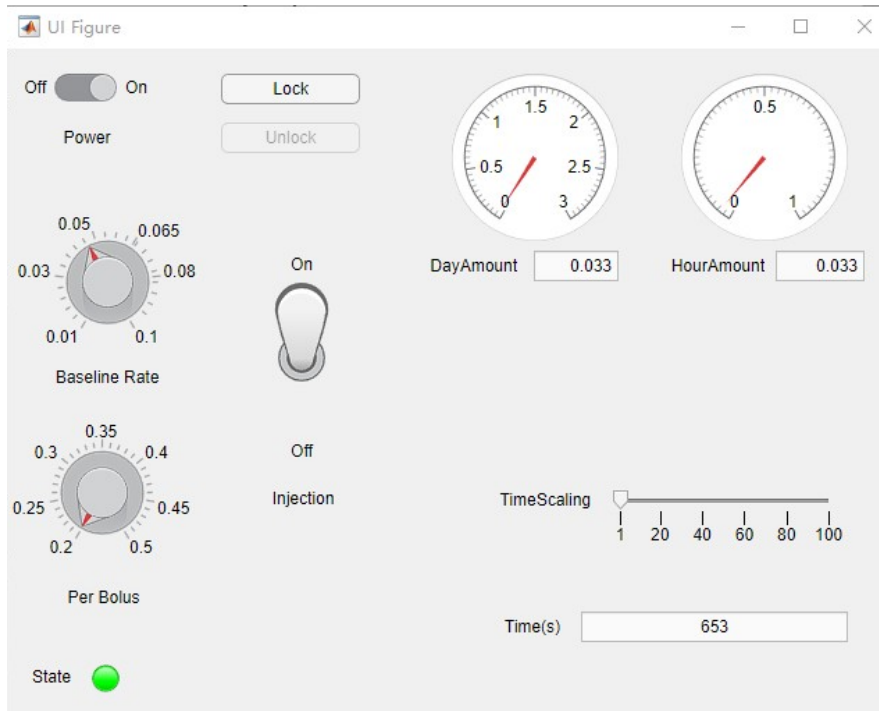 UI Figure
Off On
Lock
Power
Unlock
0.5 1 1.5 2 2.5 0 3
0.5 0 1
DayAmount 0.033
HourAmount 0.033
0.05 0.065
0.03 0.08
0.01 0.1
Baseline Rate
On
Off
Injection
0.35
0.3 0.4
0.25 0.45
0.2 0.5
Per Bolus
TimeScaling
1 20 40 60 80 100
Time(s) 653
State